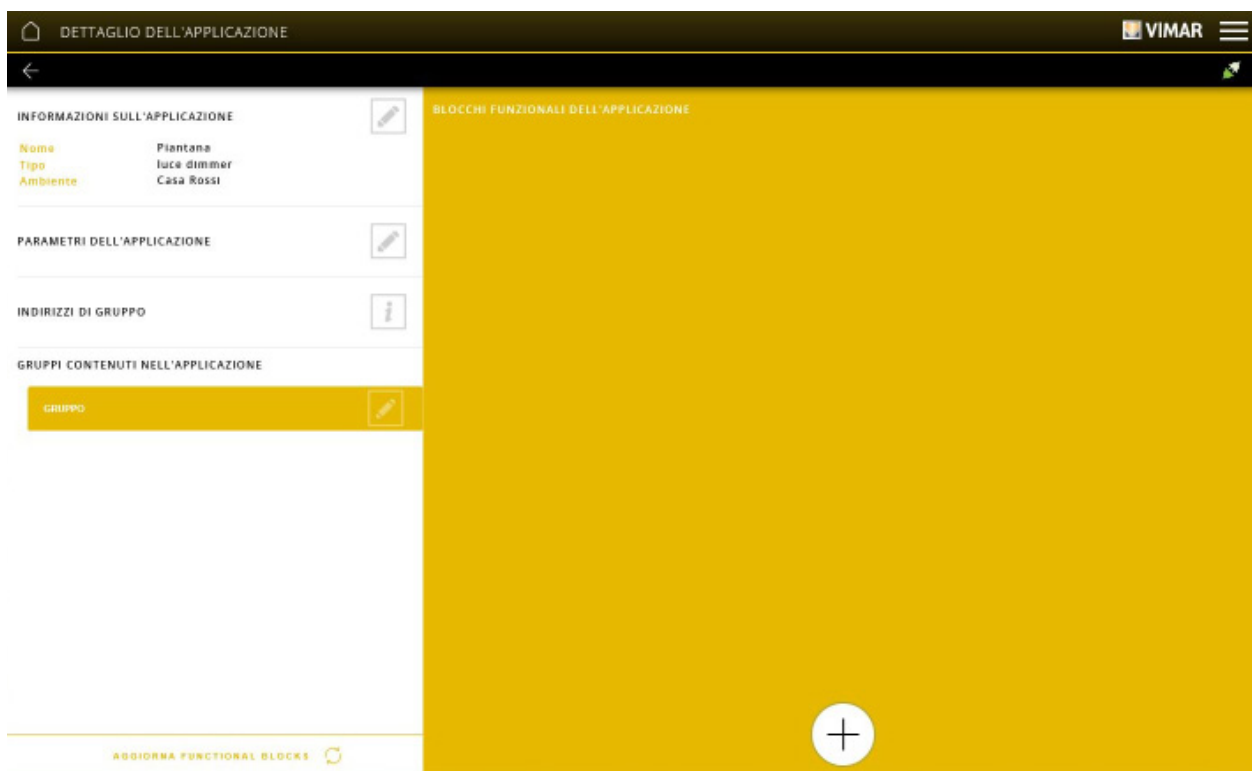 DETTAGLIO DELL'APPLICAZIONE
VIMAR
INFORMAZIONI SULL'APPLICAZIONE
Nome Piantana
Tipo luce dimmer
Ambiente Casa Rossi
PARAMETRI DELL'APPLICAZIONE
INDIRIZZI DI GRUPPO
i
GRUPPI CONTENUTI NELL'APPLICAZIONE
GRUPPO
AGGIORNA FUNCTIONAL BLOCKS
BLOCCHI FUNZIONALI DELL'APPLICAZIONE